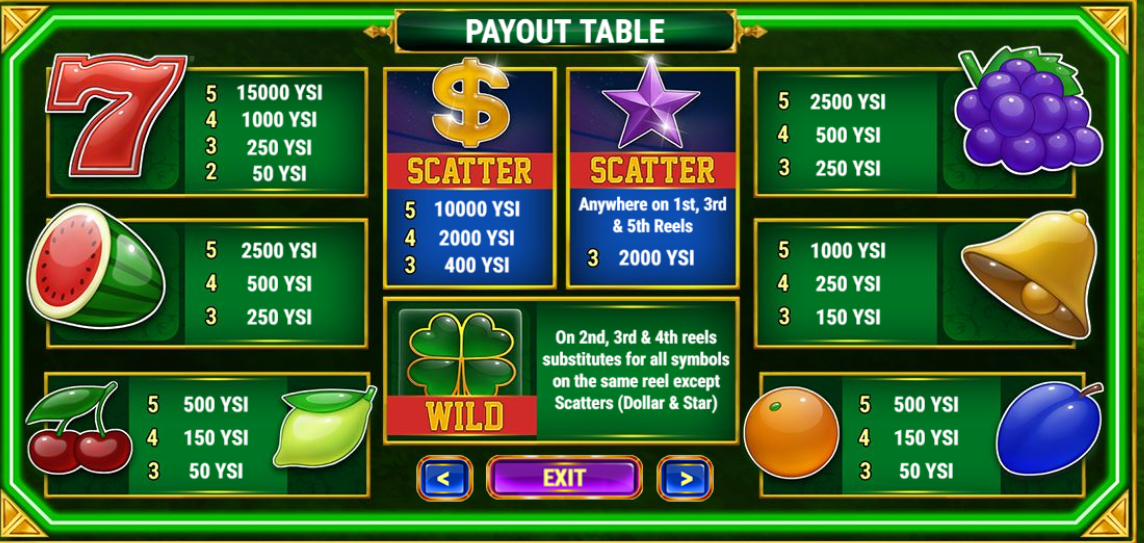 PAYOUT TABLE
5 15000 YSI
4 1000 YSI
3 250 YSI
2 50 YSI
SCATTER
5 10000 YSI
4 2000 YSI
3 400 YSI
SCATTER
Anywhere on 1st, 3rd
& 5th Reels
3 2000 YSI
5 2500 YSI
4 500 YSI
3 250 YSI
5 2500 YSI
4 500 YSI
3 250 YSI
WILD
On 2nd, 3rd & 4th reels
substitutes for all symbols
on the same reel except
Scatters (Dollar & Star)
5 1000 YSI
4 250 YSI
3 150 YSI
5 500 YSI
4 150 YSI
3 50 YSI
5 500 YSI
4 150 YSI
3 50 YSI
< EXIT >